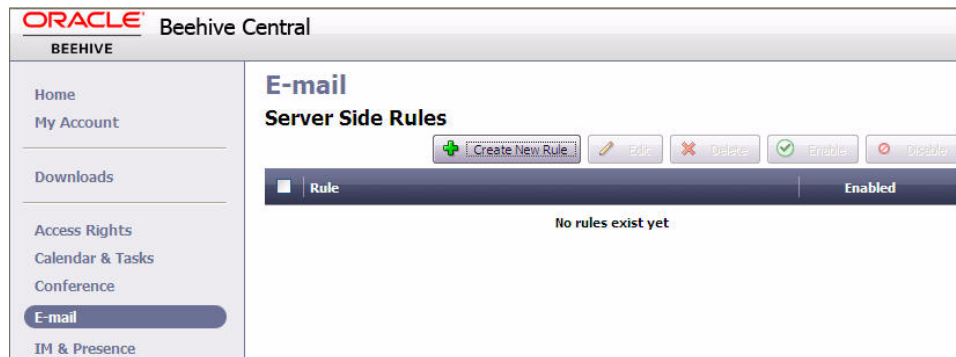 ORACLE Beehive Central
BEEHIVE
Home
My Account
Downloads
Access Rights
Calendar & Tasks
Conference
E-mail
IM & Presence
E-mail
Server Side Rules
Create New Rule Edit Delete Enable Disable
Rule Enabled
No rules exist yet